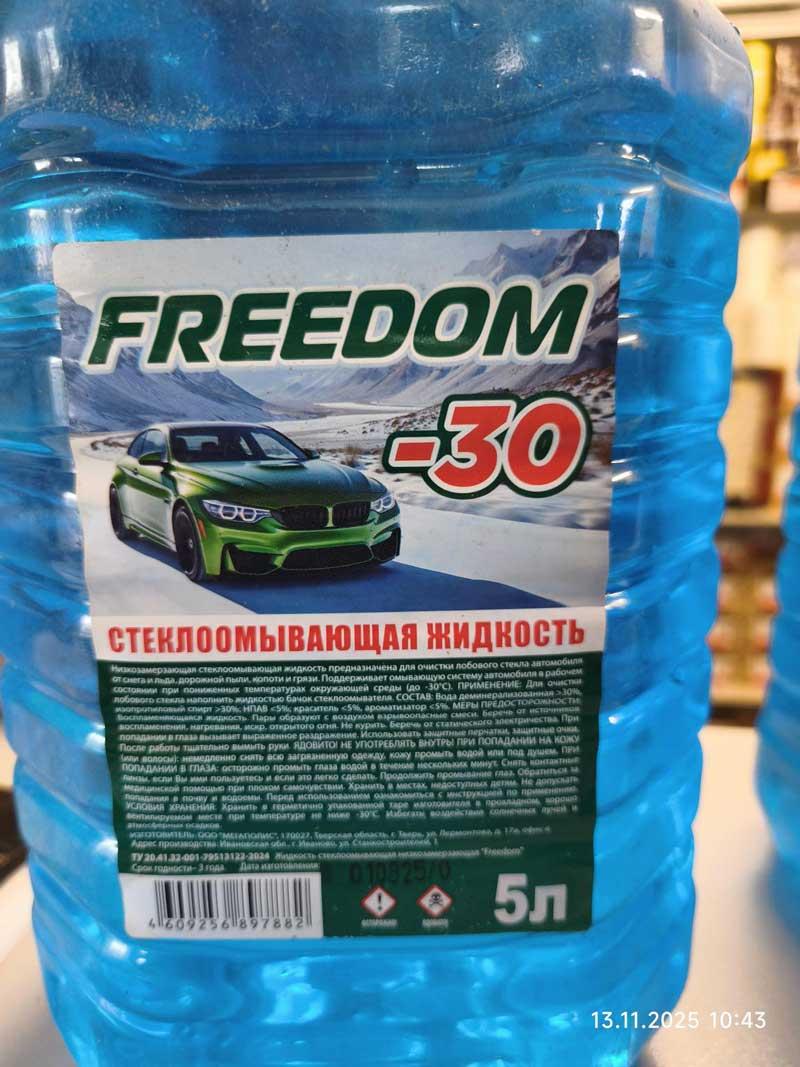 FREEDOM
-30
СТЕКЛООМЫВАЮЩАЯ ЖИДКОСТЬ
Низкозамерзающая стеклоомывающая жидкость предназначена для очистки лобового стекла автомобиля
от снега и льда, дорожной пыли, копоти и грязи. Поддерживает омывающую систему автомобиля в рабочем
состоянии при пониженных температурах окружающей среды (до -30°C). ПРИМЕНЕНИЕ: Для очистки
лобового стекла наполнить жидкостью бачок стеклоомывателя. СОСТАВ: Вода деминерализованная >30%,
изопропиловый спирт >30%; НПАВ <5%; краситель <5%, ароматизатор <5%. МЕРЫ ПРЕДОСТОРОЖНОСТИ:
Воспламеняющаяся жидкость. Пары образуют с воздухом взрывоопасные смеси. Беречь от источников
воспламенения, нагревания, искр, открытого огня. Не курить. Беречь от статического электричества. При
попадании в глаза вызывает выраженное раздражение. Использовать защитные перчатки, защитные очки.
После работы тщательно вымыть руки. ЯДОВИТО! НЕ УПОТРЕБЛЯТЬ ВНУТРЬ! ПРИ ПОПАДАНИИ НА КОЖУ
(или волосы): немедленно снять всю загрязненную одежду, кожу промыть водой или под душем. ПРИ
ПОПАДАНИИ В ГЛАЗА: осторожно промыть глаза водой в течение нескольких минут. Снять контактные
линзы, если Вы ими пользуетесь и если это легко сделать. Продолжить промывание глаз. Обратиться за
медицинской помощью при плохом самочувствии. Хранить в местах, недоступных детям. Не допускать
попадания в почву и водоемы. Перед использованием ознакомиться с инструкцией по применению.
УСЛОВИЯ ХРАНЕНИЯ: Хранить в герметично упакованной таре изготовителя в прохладном, хорошо
вентилируемом месте при температуре не ниже -30°C. Избегать воздействия солнечных лучей и
атмосферных осадков.
ИЗГОТОВИТЕЛЬ: ООО "МЕГАПОЛИС", 170027, Тверская область, г. Тверь, ул. Лермонтова, д. 17а, офис 4
Адрес производства: Ивановская обл., г. Иваново, ул. Станкостроителей, 1
ТУ 20.41.32-001-79513122-2024 Жидкость стеклоомывающая незамерзающая "Freedom"
Срок годности- 3 года Дата изготовления:
010825/0
4 609256 897882
ОСТОРОЖНО
ЯДОВИТО
5л
13.11.2025 10:43